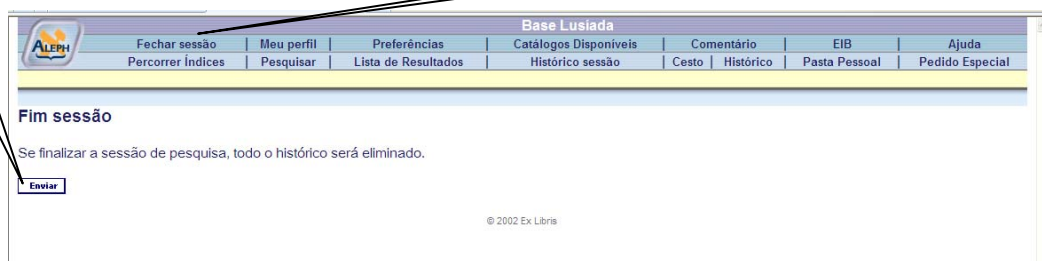 Base Lusiada
ALEPH
Fechar sessão | Meu perfil | Preferências | Catálogos Disponíveis | Comentário | EIB | Ajuda
Percorrer Índices | Pesquisar | Lista de Resultados | Histórico sessão | Cesto | Histórico | Pasta Pessoal | Pedido Especial
Fim sessão
Se finalizar a sessão de pesquisa, todo o histórico será eliminado.
Enviar
© 2002 Ex Libris